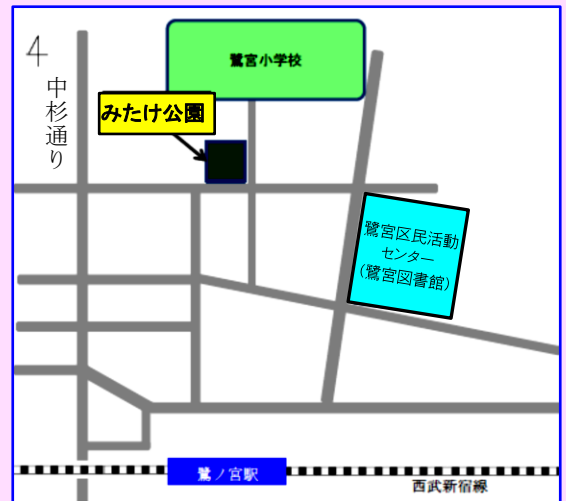 4
中杉通り
鷺宮小学校
みたけ公園
鷺宮区民活動
センター
(鷺宮図書館)
鷺ノ宮駅
西武新宿線